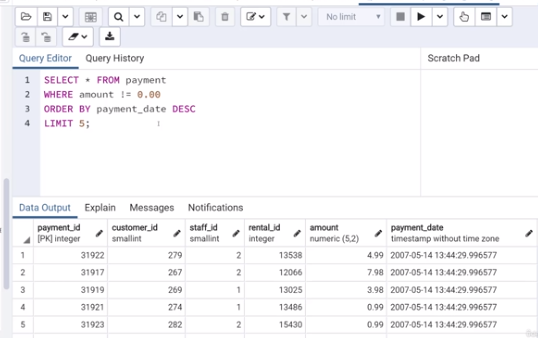 No limit
Query Editor Query History Scratch Pad
1 SELECT * FROM payment
2 WHERE amount != 0.00
3 ORDER BY payment_date DESC
4 LIMIT 5;
Data Output Explain Messages Notifications
payment_id customer_id staff_id rental_id amount payment_date
[PK] integer smallint smallint integer numeric (5,2) timestamp without time zone
1 31922 279 2 13538 4.99 2007-05-14 13:44:29.996577
2 31917 267 2 12066 7.98 2007-05-14 13:44:29.996577
3 31919 269 1 13025 3.98 2007-05-14 13:44:29.996577
4 31921 274 1 13486 0.99 2007-05-14 13:44:29.996577
5 31923 282 2 15430 0.99 2007-05-14 13:44:29.996577